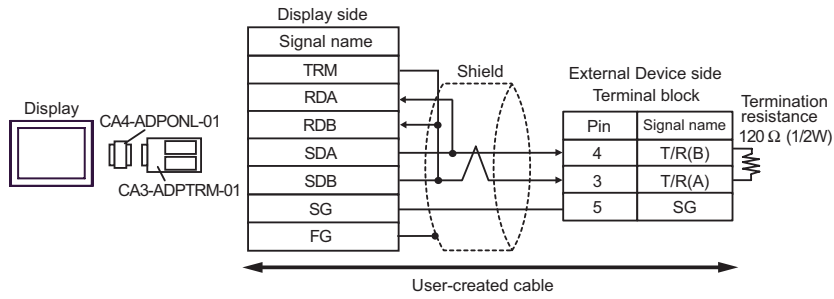 Display side
Signal name
TRM
RDA
RDB
SDA
SDB
SG
FG
Shield
External Device side
Terminal block
Pin Signal name
4 T/R(B)
3 T/R(A)
5 SG
Termination
resistance
120 Ω (1/2W)
Display
CA4-ADPONL-01
CA3-ADPTRM-01
User-created cable